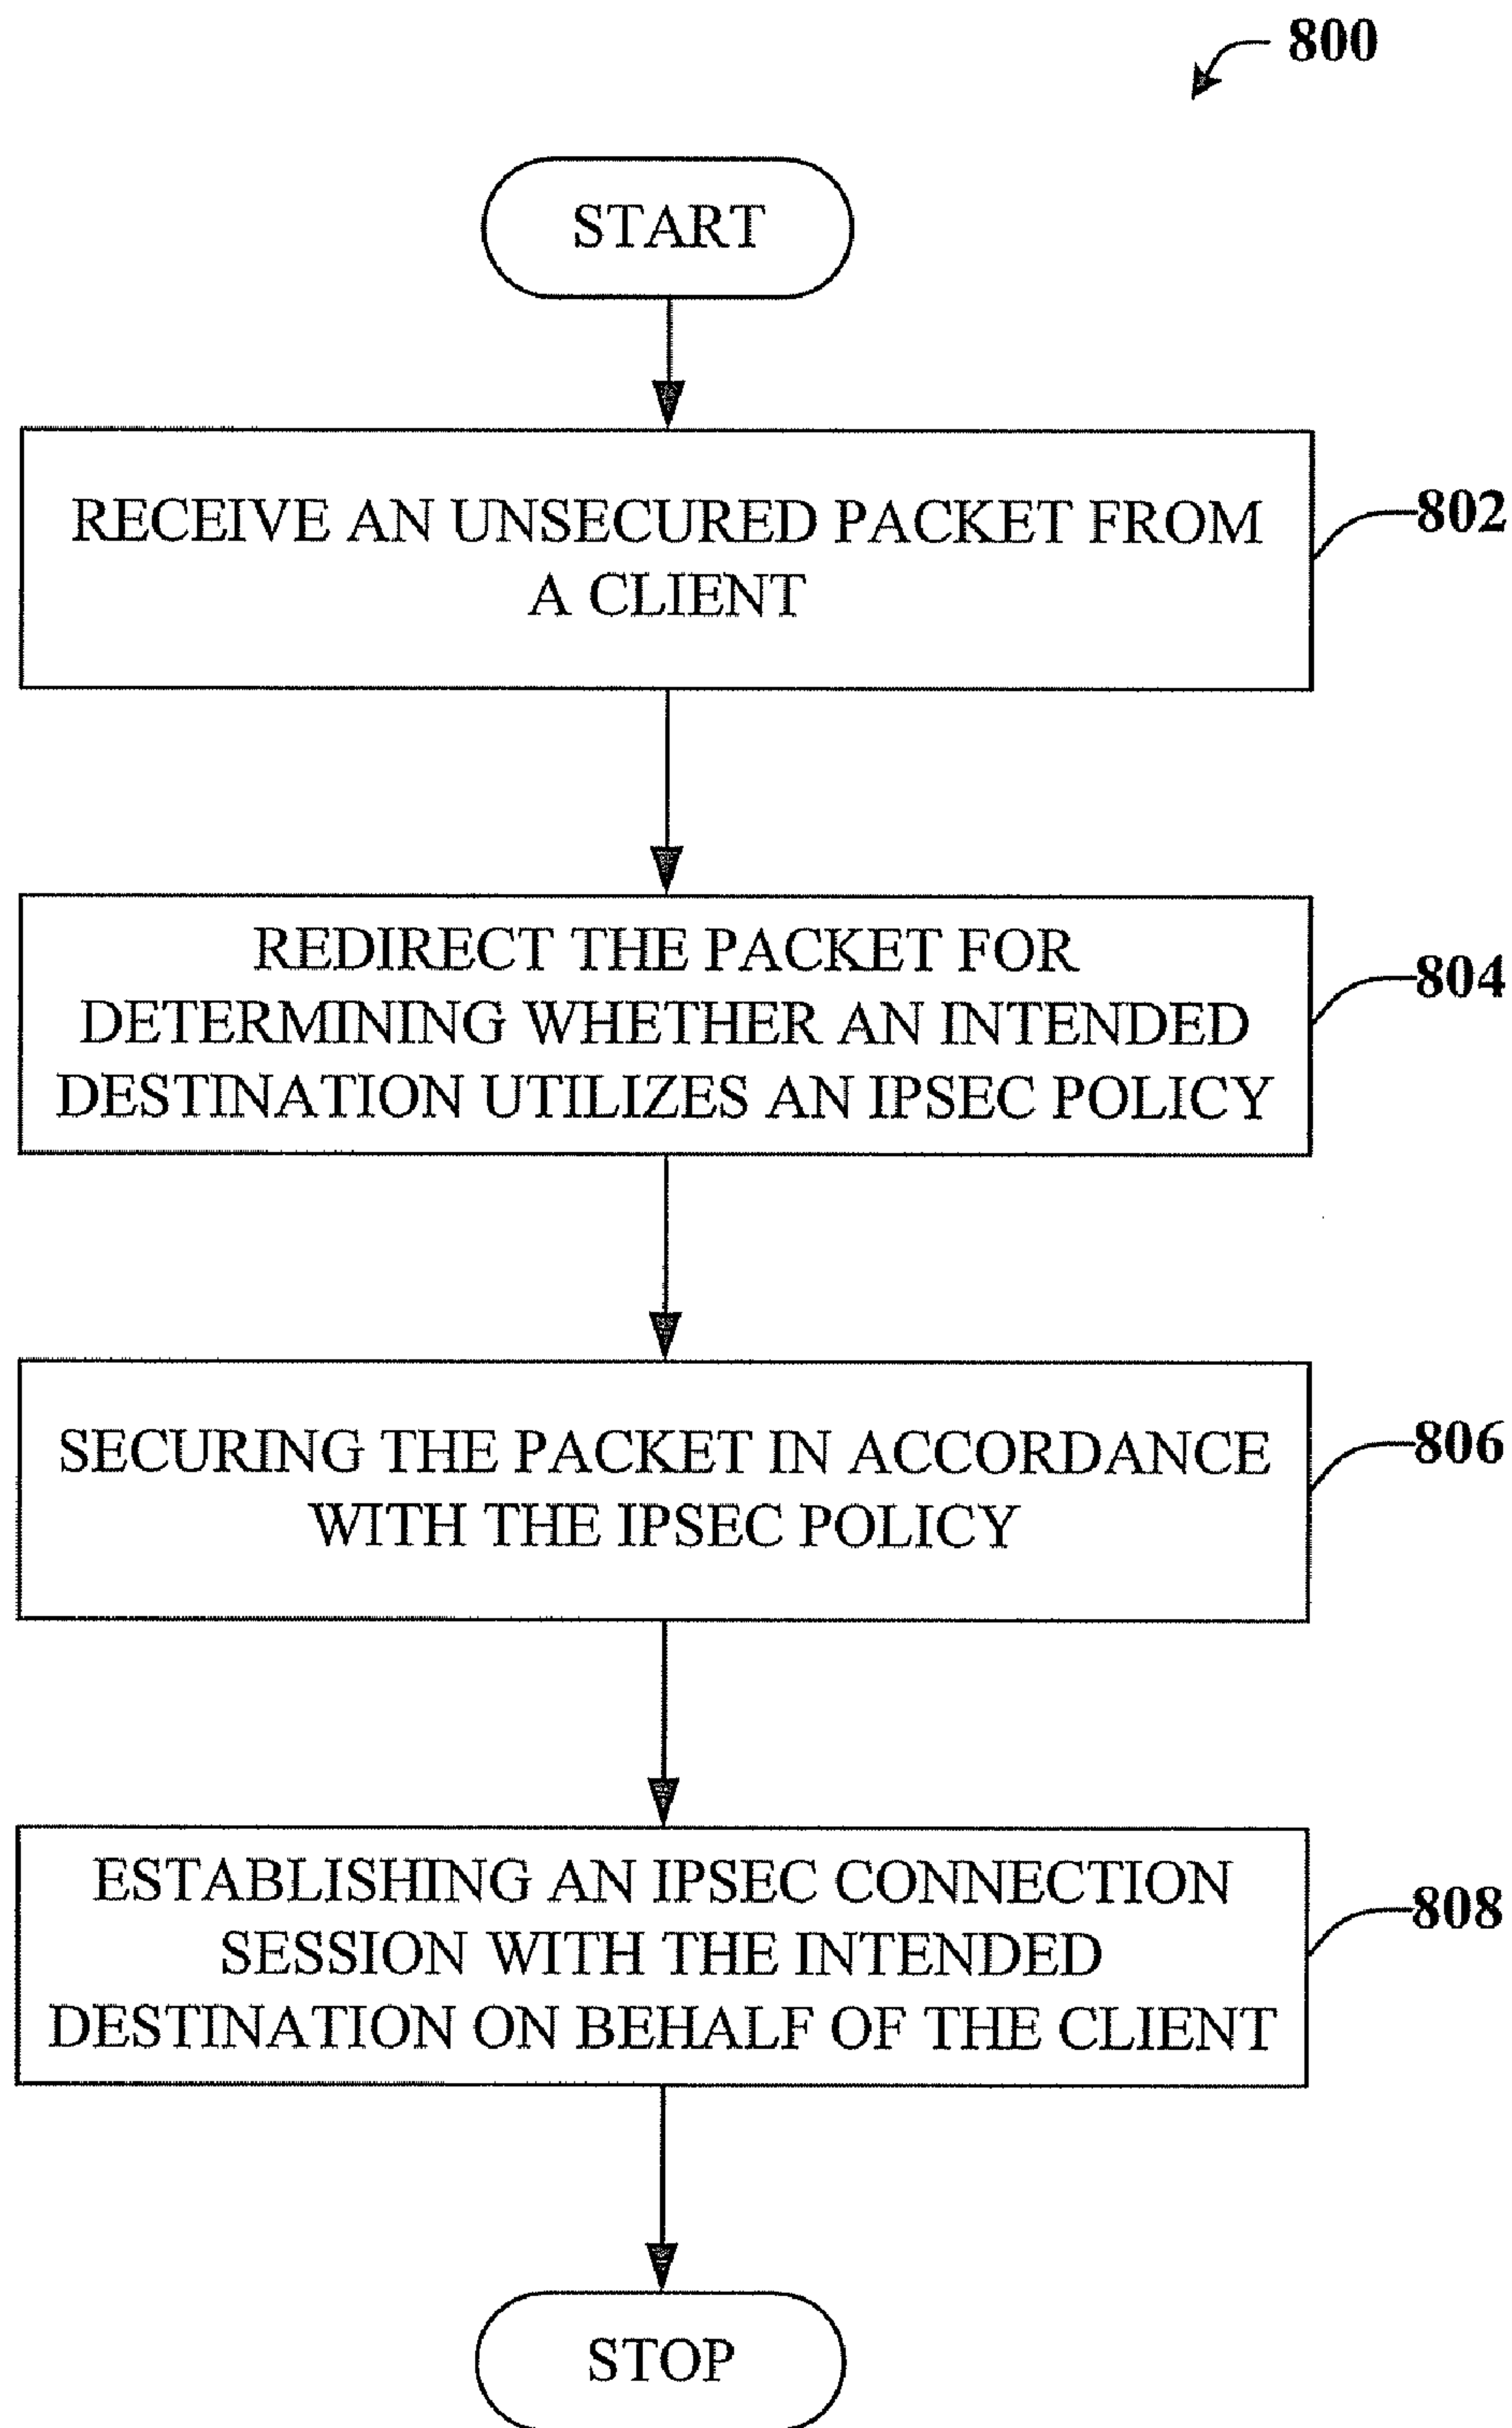 800
START
RECEIVE AN UNSECURED PACKET FROM
A CLIENT
802
REDIRECT THE PACKET FOR
DETERMINING WHETHER AN INTENDED
DESTINATION UTILIZES AN IPSEC POLICY
804
SECURING THE PACKET IN ACCORDANCE
WITH THE IPSEC POLICY
806
ESTABLISHING AN IPSEC CONNECTION
SESSION WITH THE INTENDED
DESTINATION ON BEHALF OF THE CLIENT
808
STOP